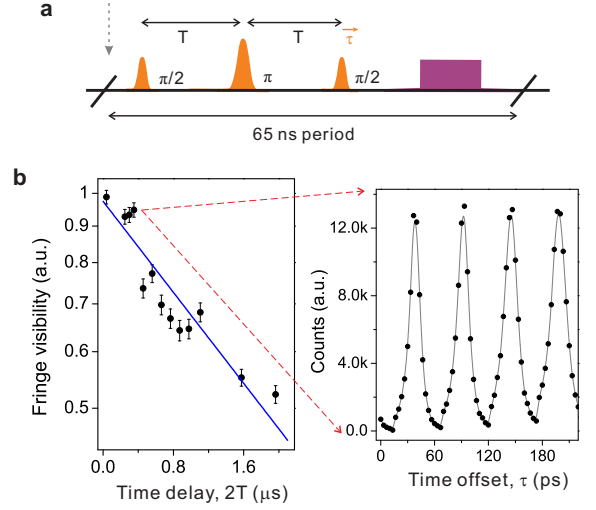 a
T T τ
π/2 π π/2
65 ns period
b
1
0.9
0.8
0.7
0.6
0.5
0.0 0.8 1.6
Fringe visibility (a.u.)
Time delay, 2T (μs)
12.0k
8.0k
4.0k
0.0
0 60 120 180
Counts (a.u.)
Time offset, τ (ps)